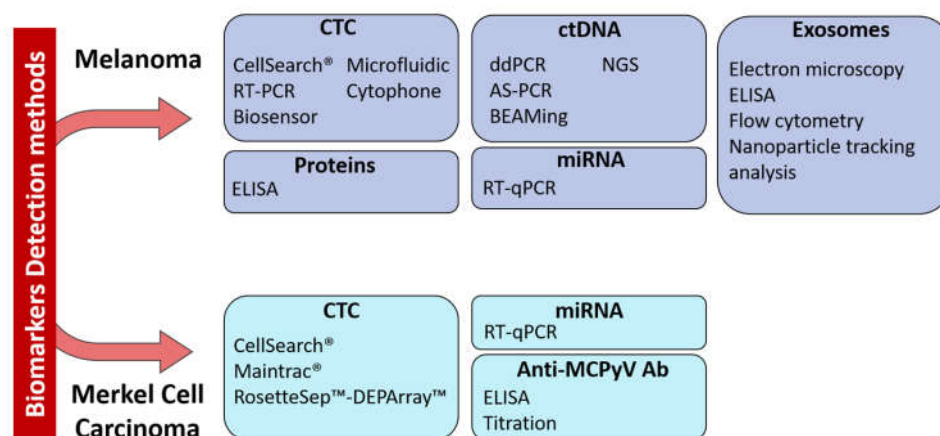 Biomarkers Detection methods
Melanoma
CTC
CellSearch® Microfluidic
RT-PCR Cytophone
Biosensor
ctDNA
ddPCR NGS
AS-PCR
BEAMing
Exosomes
Electron microscopy
ELISA
Flow cytometry
Nanoparticle tracking
analysis
Proteins
ELISA
miRNA
RT-qPCR
Merkel Cell
Carcinoma
CTC
CellSearch®
Maintrac®
RosetteSep™-DEPArray™
miRNA
RT-qPCR
Anti-MCPyV Ab
ELISA
Titration